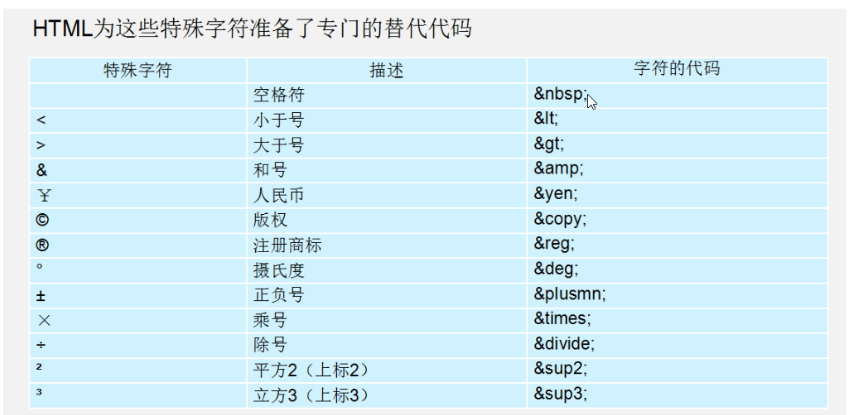 HTML为这些特殊字符准备了专门的替代代码
特殊字符 描述 字符的代码
空格符 &nbsp;
< 小于号 &lt;
> 大于号 &gt;
& 和号 &amp;
￥ 人民币 &yen;
© 版权 &copy;
® 注册商标 &reg;
° 摄氏度 &deg;
± 正负号 &plusmn;
× 乘号 &times;
÷ 除号 &divide;
² 平方2（上标2） &sup2;
³ 立方3（上标3） &sup3;